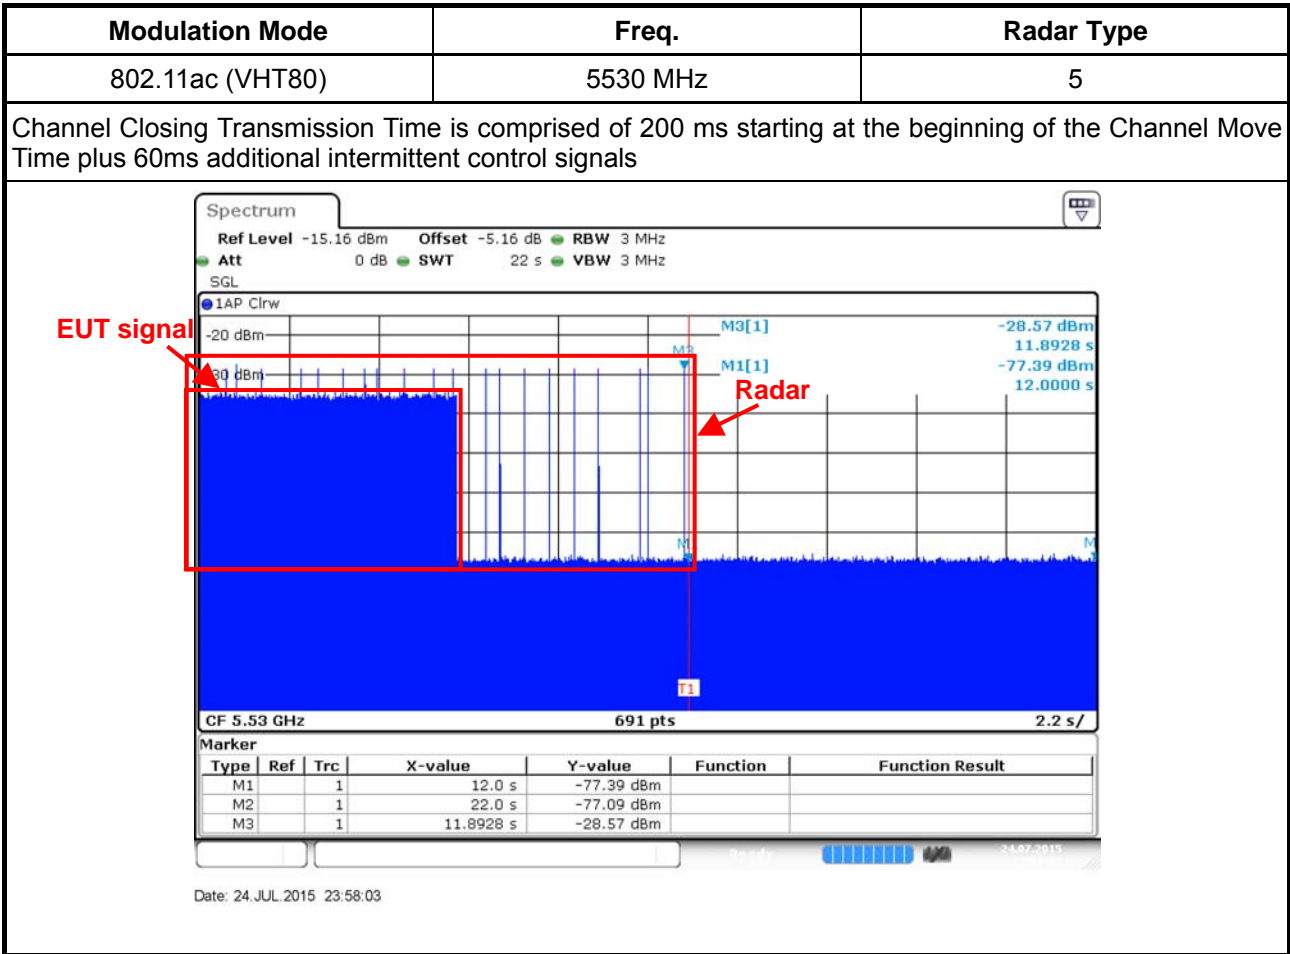 Modulation Mode Freq. Radar Type
802.11ac (VHT80) 5530 MHz 5
Channel Closing Transmission Time is comprised of 200 ms starting at the beginning of the Channel Move
Time plus 60ms additional intermittent control signals
Spectrum
Ref Level -15.16 dBm Offset -5.16 dB RBW 3 MHz
Att 0 dB SWT 22 s VBW 3 MHz
SGL
1AP Clrw
EUT signal
-20 dBm
M3[1] -28.57 dBm
11.8928 s
M3
M1[1] -77.39 dBm
12.0000 s
-30 dBm
Radar
T1
CF 5.53 GHz 691 pts 2.2 s/
Marker
Type Ref Trc X-value Y-value Function Function Result
M1 1 12.0 s -77.39 dBm
M2 1 22.0 s -77.09 dBm
M3 1 11.8928 s -28.57 dBm
24.07.2015
Date: 24.JUL.2015 23:58:03